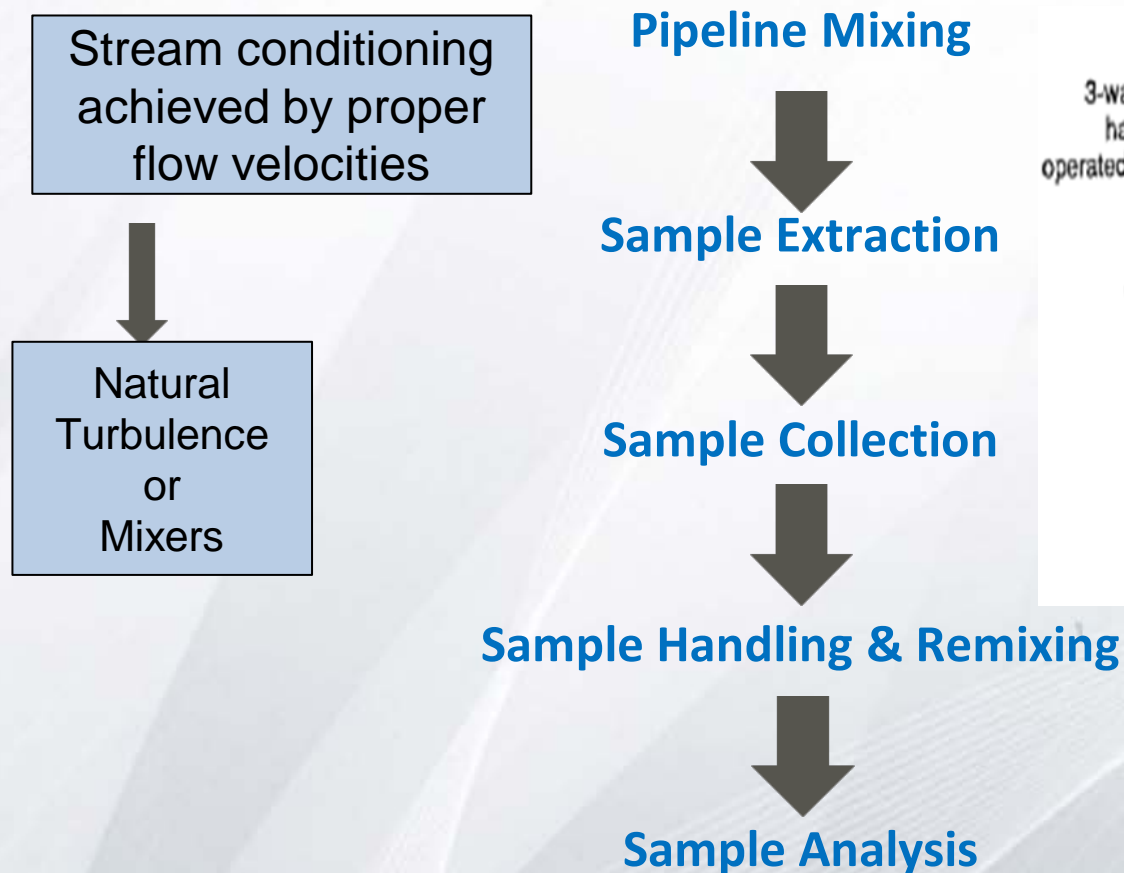 Stream conditioning
achieved by proper
flow velocities
Natural
Turbulence
or
Mixers
Pipeline Mixing
Sample Extraction
Sample Collection
Sample Handling & Remixing
Sample Analysis
operated